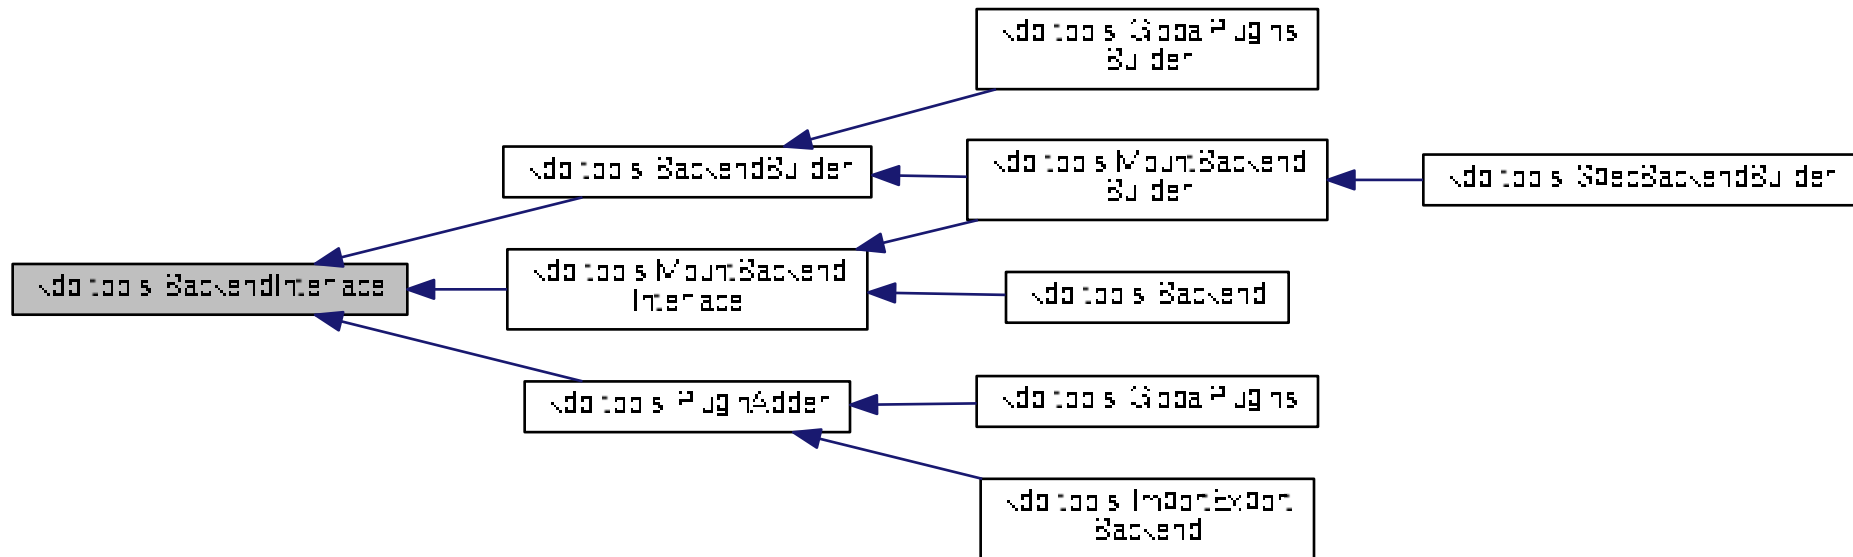 kdb::tools::GlobalPlugins
Builder
kdb::tools::BackendBuilder
kdb::tools::MountBackend
Builder
kdb::tools::SpecBackendBuilder
kdb::tools::BackendInterface
kdb::tools::MountBackend
Interface
kdb::tools::Backend
kdb::tools::PluginAdder
kdb::tools::GlobalPlugins
kdb::tools::ImportExport
Backend